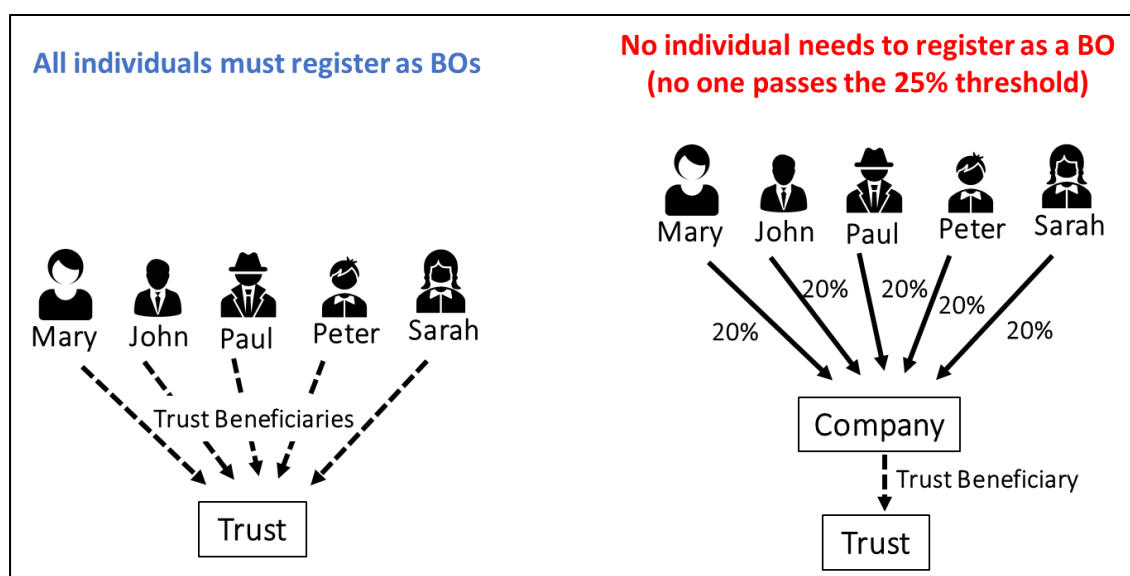 All individuals must register as BOs
Mary John Paul Peter Sarah
Trust Beneficiaries
Trust
No individual needs to register as a BO
(no one passes the 25% threshold)
Mary John Paul Peter Sarah
20% 20% 20% 20% 20%
Company
Trust Beneficiary
Trust